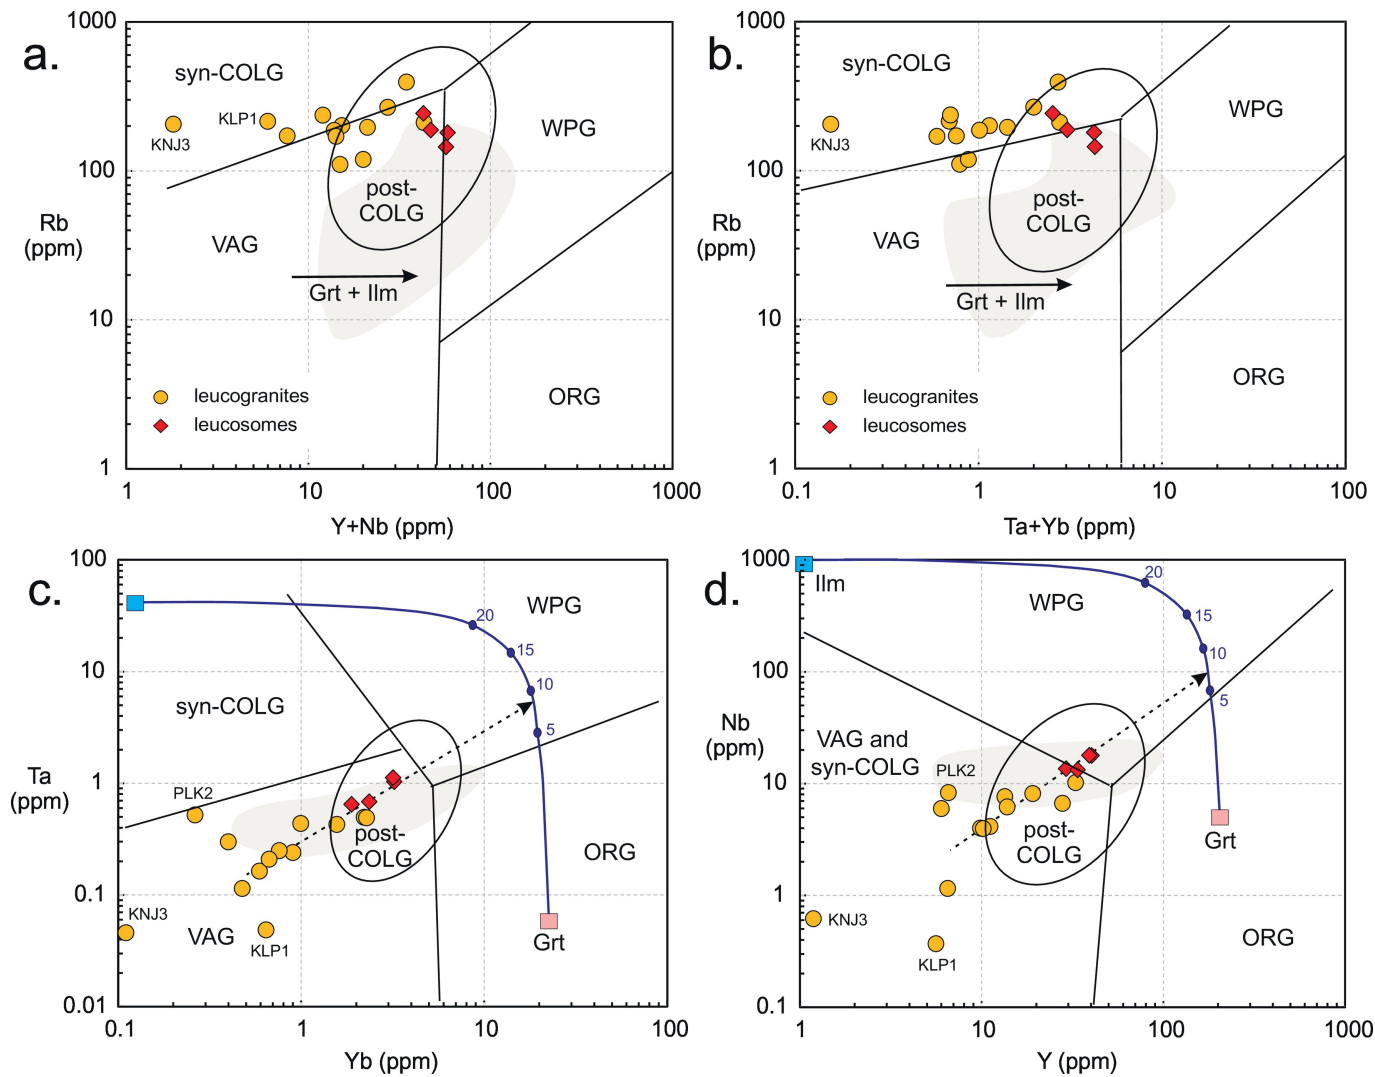 a.
1000
100
10
1
Rb
(ppm)
syn-COLG
KLP1
KNJ3
WPG
post-
COLG
VAG
Grt + Ilm
ORG
leucogranites
leucosomes
1
10
100
1000
Y+Nb (ppm)
b.
1000
100
10
1
Rb
(ppm)
syn-COLG
KNJ3
WPG
post-
COLG
VAG
Grt + Ilm
ORG
leucogranites
leucosomes
0.1
1
10
100
Ta+Yb (ppm)
c.
100
10
1
0.1
0.01
Ta
(ppm)
WPG
20
15
10
5
syn-COLG
PLK2
post-
COLG
ORG
KNJ3
VAG
KLP1
Grt
0.1
1
10
100
Yb (ppm)
d.
1000
100
10
1
0.1
Nb
(ppm)
Ilm
WPG
20
15
10
5
VAG and
syn-COLG
PLK2
post-
COLG
Grt
KNJ3
KLP1
ORG
1
10
100
1000
Y (ppm)